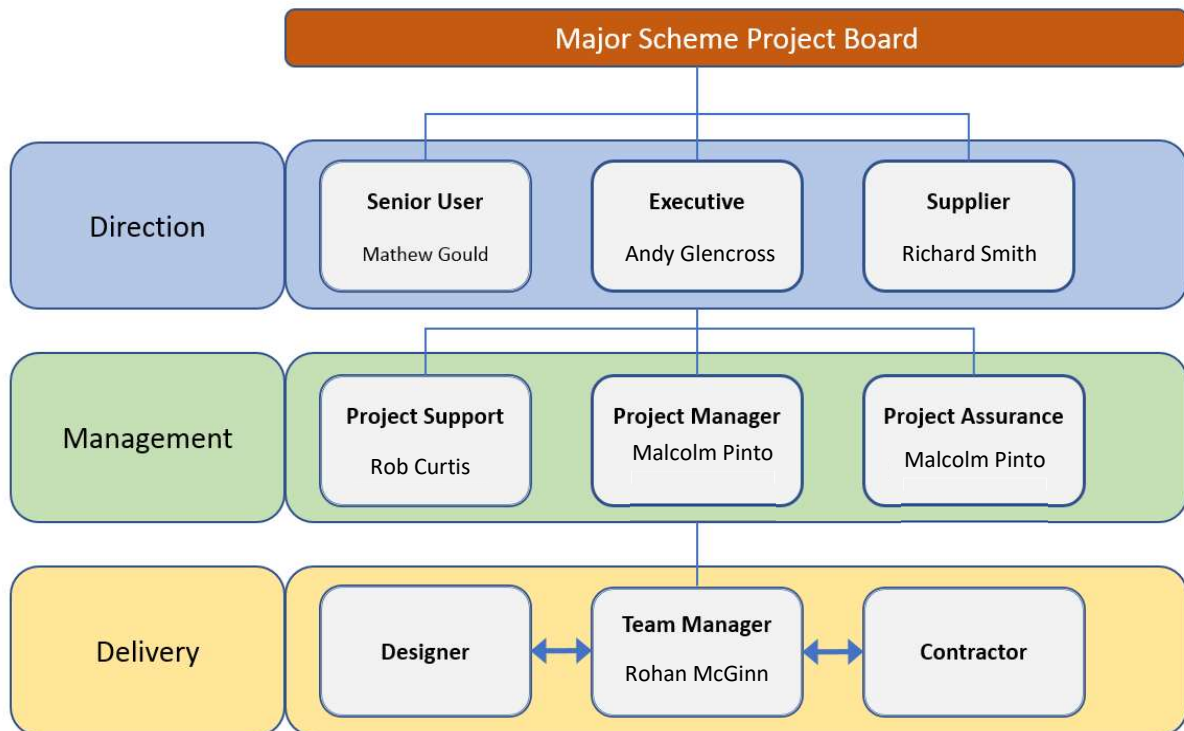 Major Scheme Project Board
Direction
Senior User
Mathew Gould
Executive
Andy Glencross
Supplier
Richard Smith
Management
Project Support
Rob Curtis
Project Manager
Malcolm Pinto
Project Assurance
Malcolm Pinto
Delivery
Designer
Team Manager
Rohan McGinn
Contractor